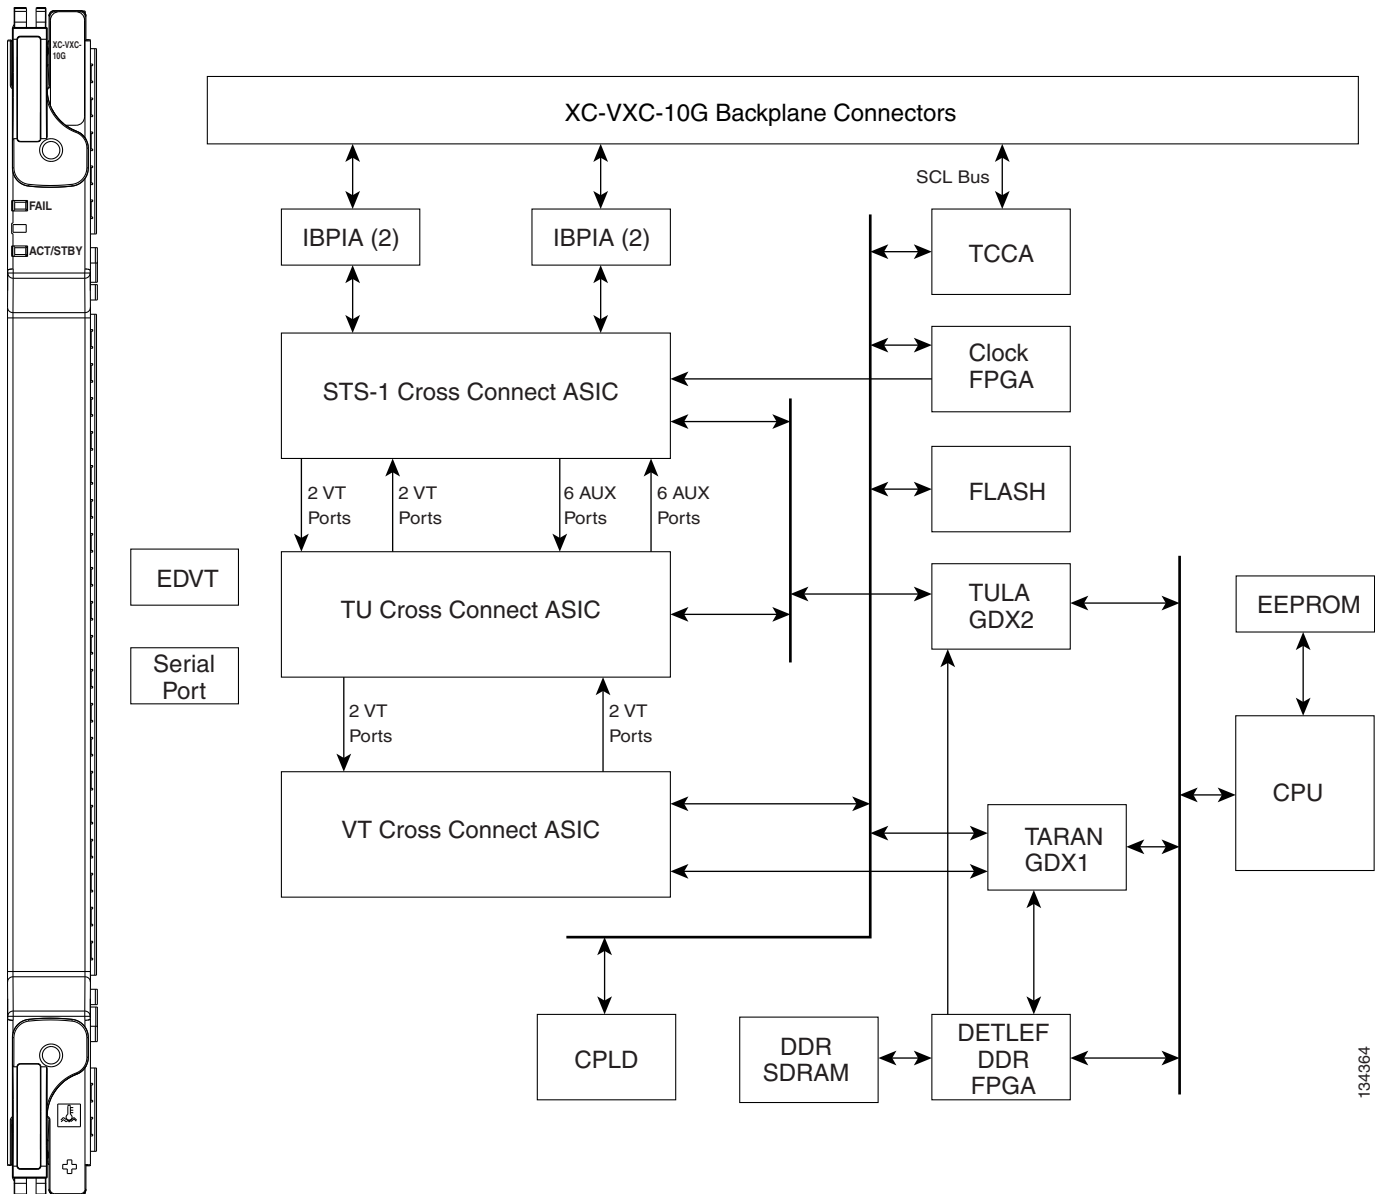 XC-VXC-
10G
FAIL
ACT/STBY
XC-VXC-10G Backplane Connectors
SCL Bus
IBPIA (2)
IBPIA (2)
TCCA
Clock
FPGA
STS-1 Cross Connect ASIC
2 VT
Ports
2 VT
Ports
6 AUX
Ports
6 AUX
Ports
FLASH
EDVT
TU Cross Connect ASIC
TULA
GDX2
EEPROM
Serial
Port
2 VT
Ports
2 VT
Ports
VT Cross Connect ASIC
TARAN
GDX1
CPU
CPLD
DDR
SDRAM
DETLEF
DDR
FPGA
134364